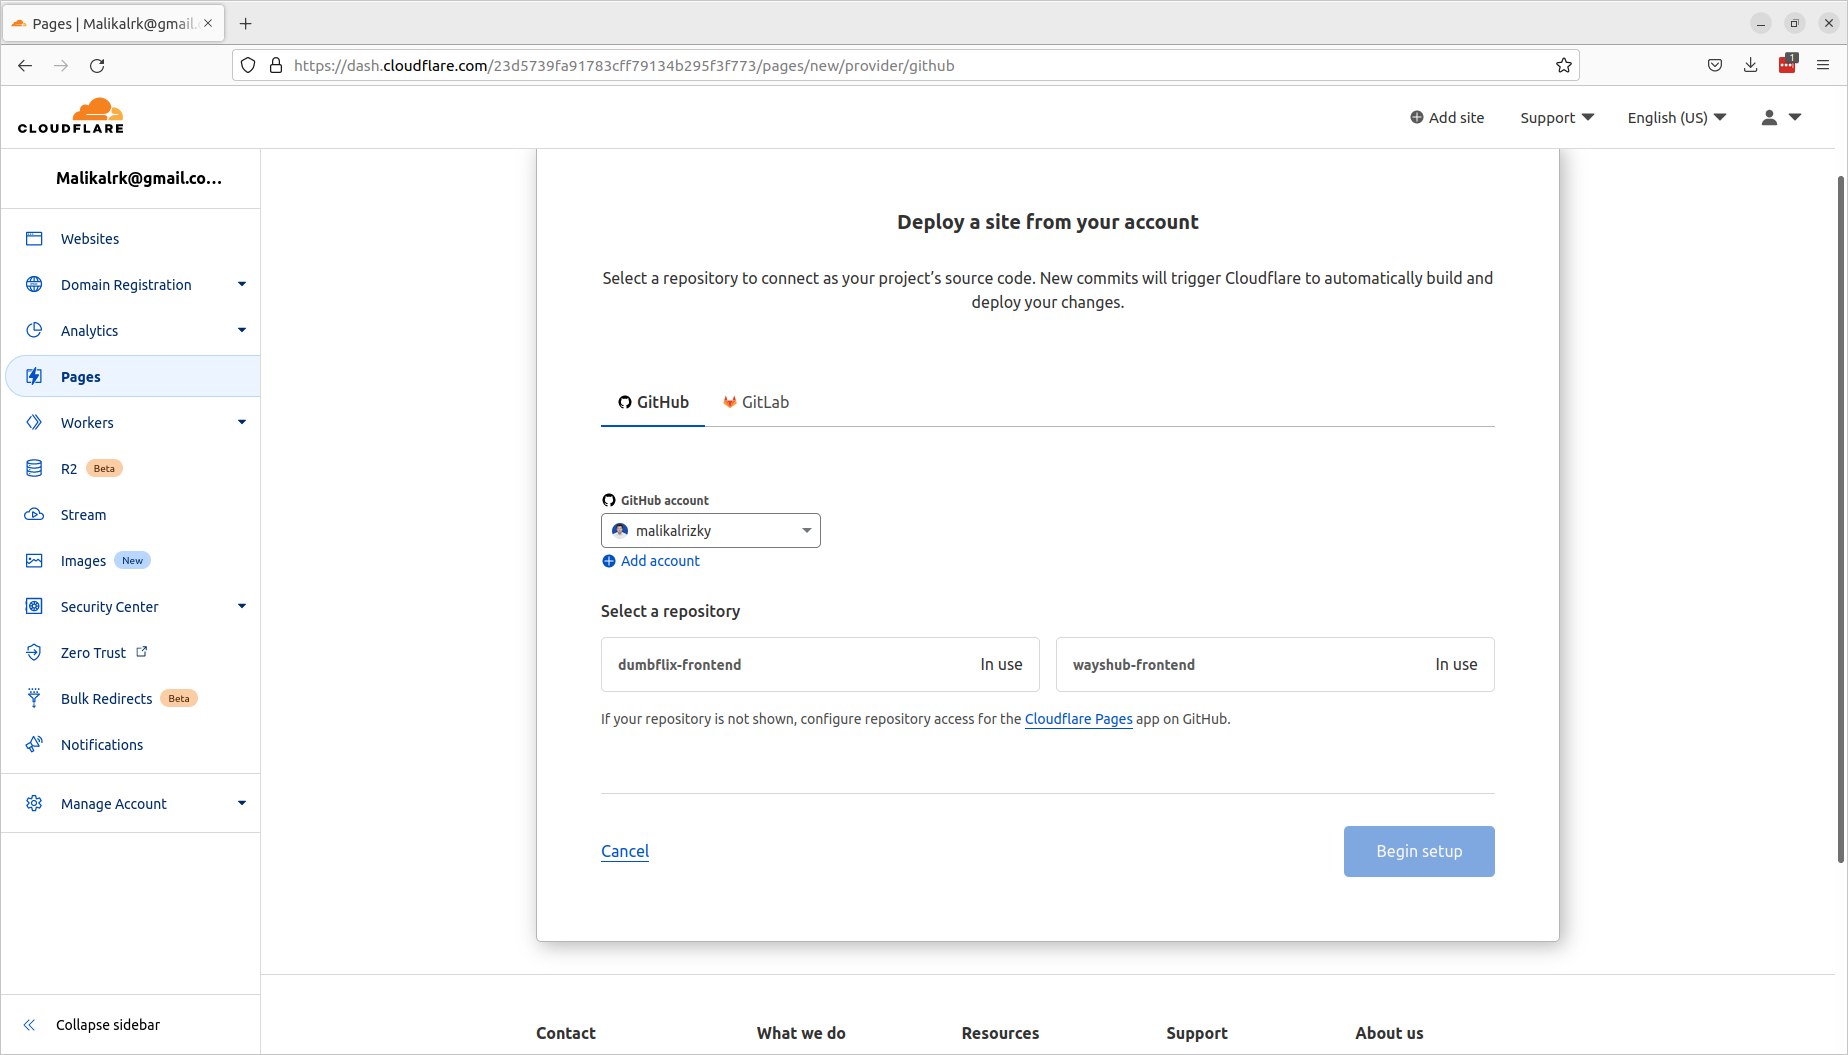 Pages | Malikalrk@gmail.
https://dash.cloudflare.com/23d5739fa91783cff79134b295f3f773/pages/new/provider/github
1
CLOUDFLARE
Add site
Support
English (US)
Malikalrk@gmail.co...
Websites
Domain Registration
Analytics
Pages
Workers
R2 Beta
Stream
Images New
Security Center
Zero Trust
Bulk Redirects Beta
Notifications
Manage Account
Collapse sidebar
Deploy a site from your account
Select a repository to connect as your project’s source code. New commits will trigger Cloudflare to automatically build and
deploy your changes.
GitHub GitLab
GitHub account
malikalrizky
Add account
Select a repository
dumbflix-frontend In use
wayshub-frontend In use
If your repository is not shown, configure repository access for the Cloudflare Pages app on GitHub.
Cancel
Begin setup
Contact What we do Resources Support About us